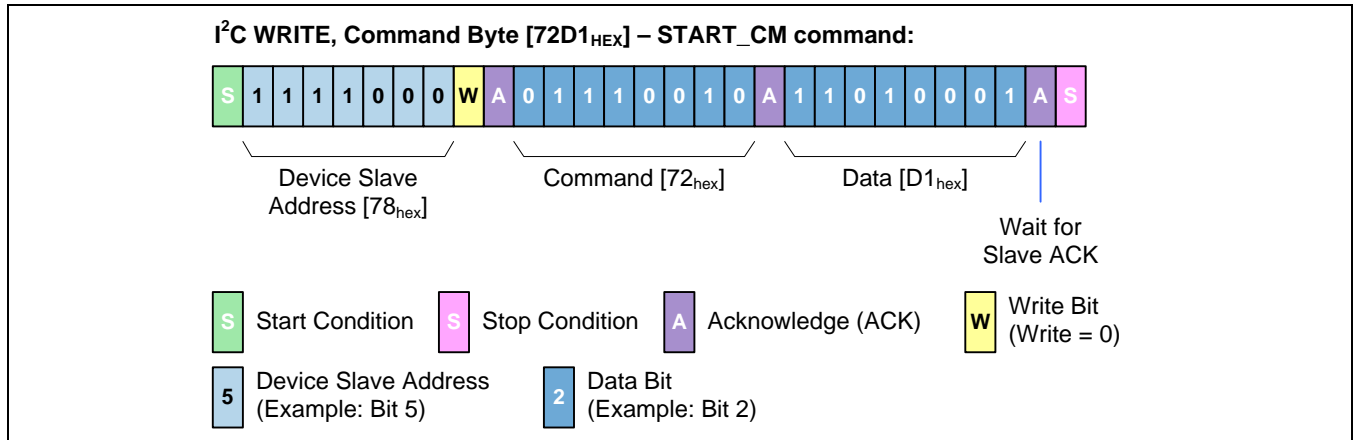 I²C WRITE, Command Byte [72D1HEX] – START_CM command:
S 1 1 1 1 0 0 0 W A 0 1 1 1 0 0 1 0 A 1 1 0 1 0 0 0 1 A S
Device Slave
Address [78hex]
Command [72hex]
Data [D1hex]
Wait for
Slave ACK
S Start Condition
S Stop Condition
A Acknowledge (ACK)
W Write Bit
(Write = 0)
5 Device Slave Address
(Example: Bit 5)
2 Data Bit
(Example: Bit 2)